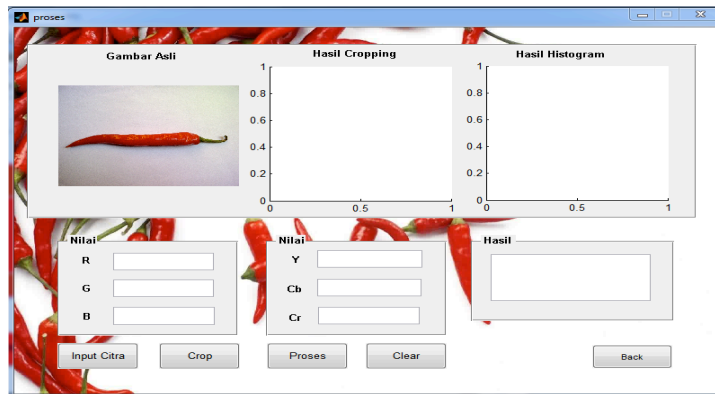 proses
Gambar Asli
Hasil Cropping
Hasil Histogram
1
0.8
0.6
0.4
0.2
0
0
0.5
1
1
0.8
0.6
0.4
0.2
0
0
0.5
1
Nilai
R
G
B
Nilai
Y
Cb
Cr
Hasil
Input Citra
Crop
Proses
Clear
Back